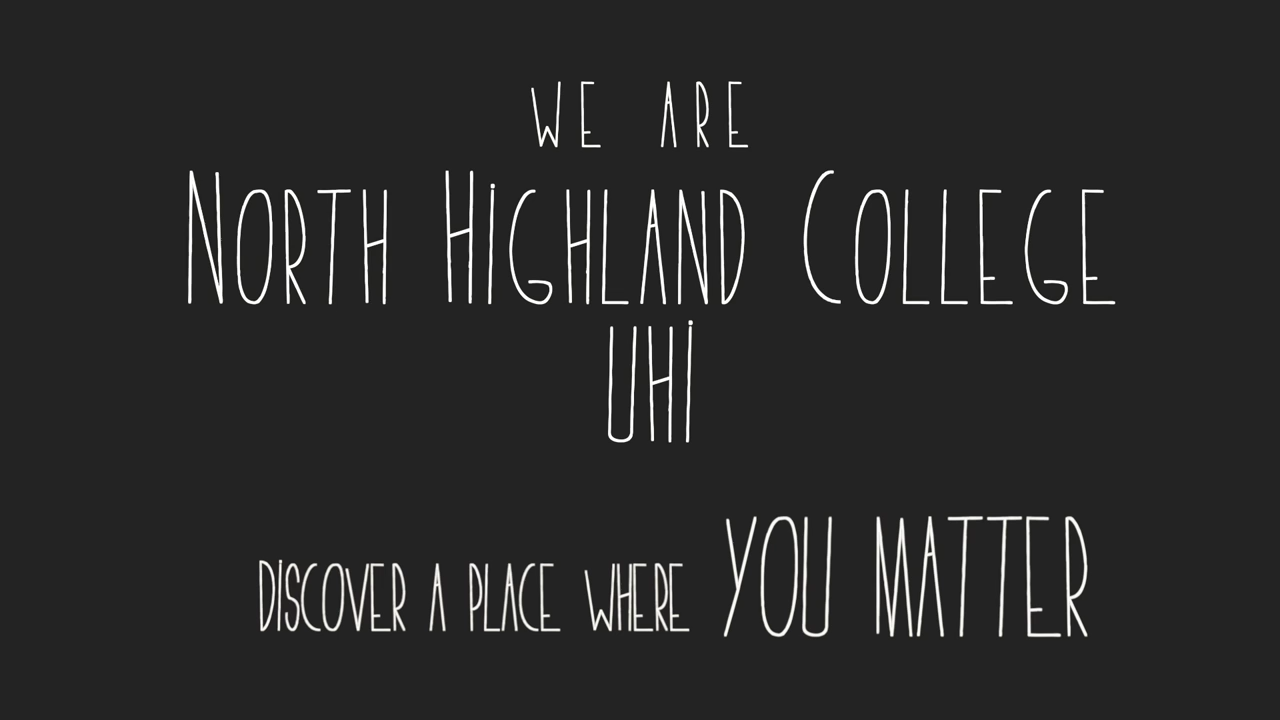 WE ARE
NORTH HIGHLAND COLLEGE
UHI
DISCOVER A PLACE WHERE YOU MATTER